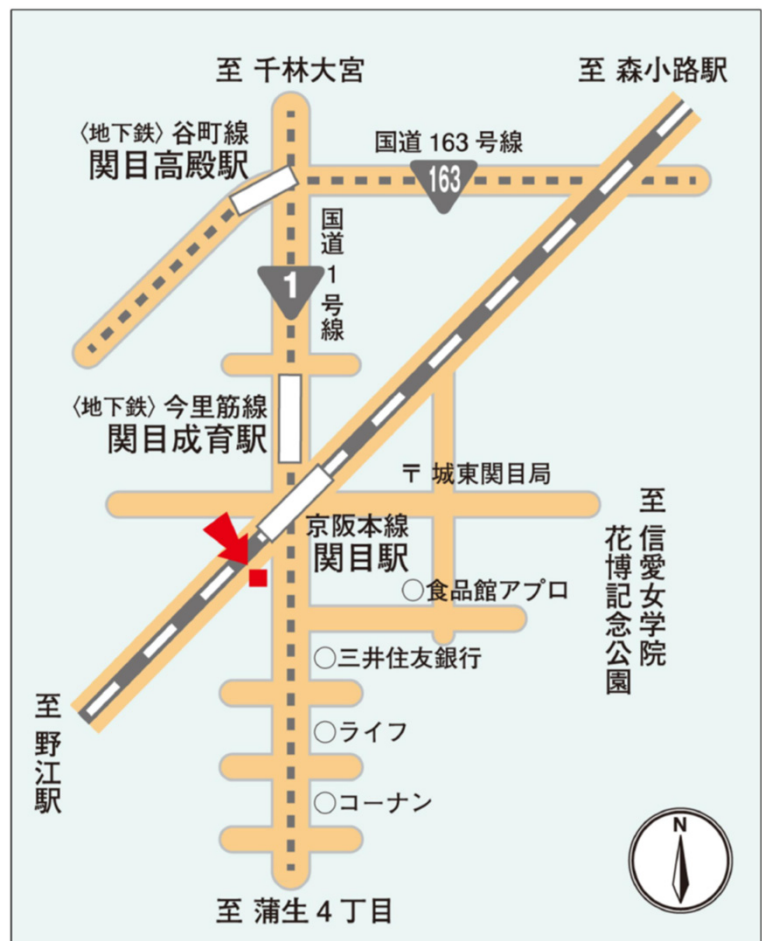 至 千林大宮
至 森小路駅
〈地下鉄〉谷町線
関目高殿駅
国道163号線
163
国道1号線
1
〈地下鉄〉今里筋線
関目成育駅
〒 城東関目局
京阪本線
関目駅
至 信愛女学院
花博記念公園
○食品館アプロ
○三井住友銀行
至 野江駅
○ライフ
○コーナン
N
至 蒲生4丁目